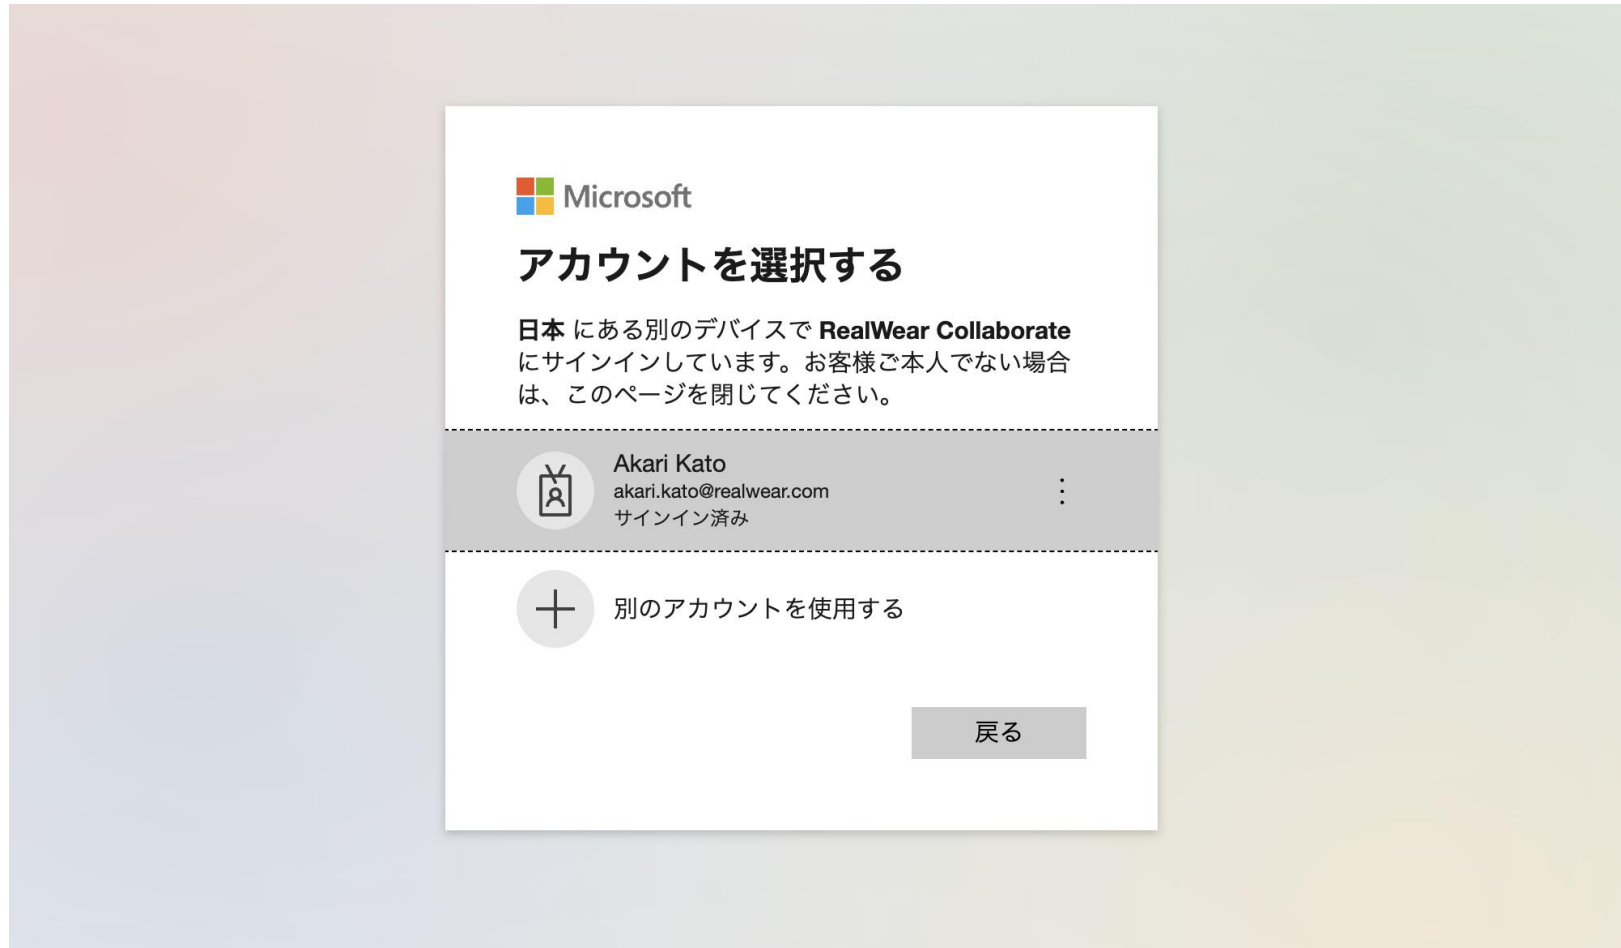 Microsoft
アカウントを選択する
日本 にある別のデバイスで RealWear Collaborate
にサインインしています。お客様ご本人でない場合
は、このページを閉じてください。
Akari Kato
akari.kato@realwear.com
サインイン済み
別のアカウントを使用する
戻る